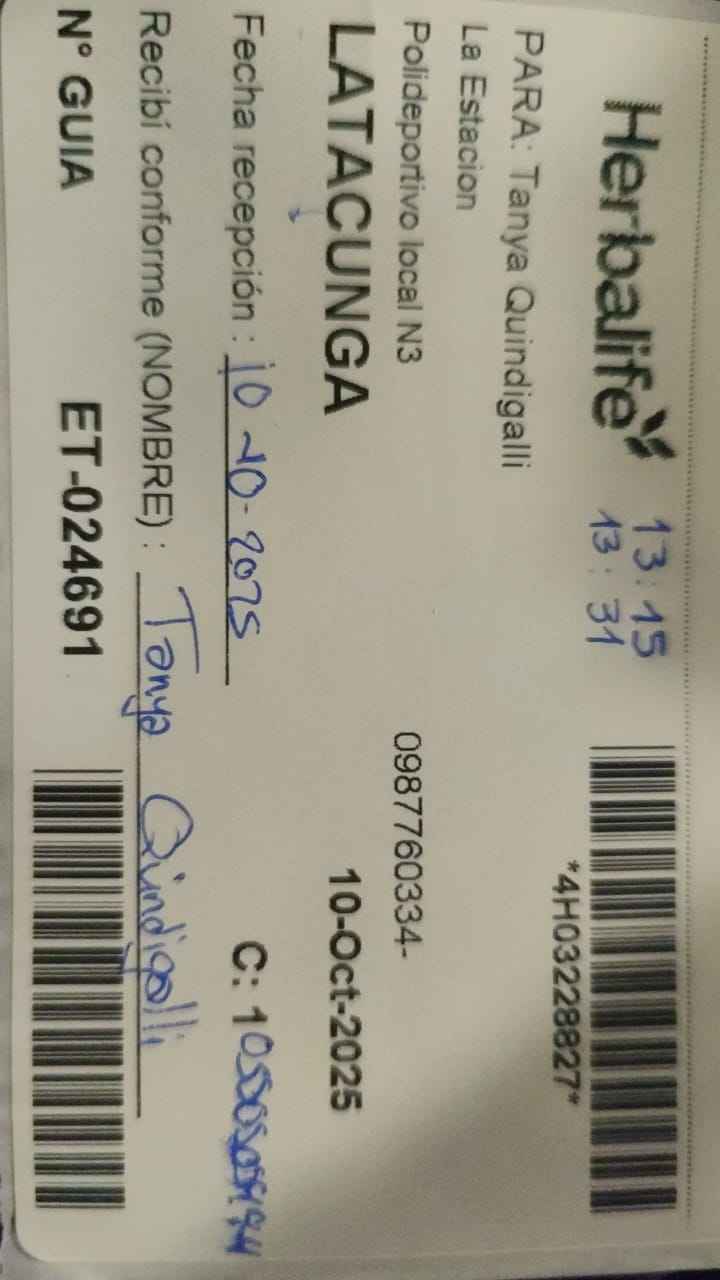 Herbalife
13:15
13:31
*4H03228827*
PARA: Tanya Quindigalli
La Estacion
Polideportivo local N3 0987760334-
LATACUNGA 10-Oct-2025
Fecha recepción : 10-10-2025 C: 1
Recibí conforme (NOMBRE) : Tanya Quindigalli
N° GUIA ET-024691